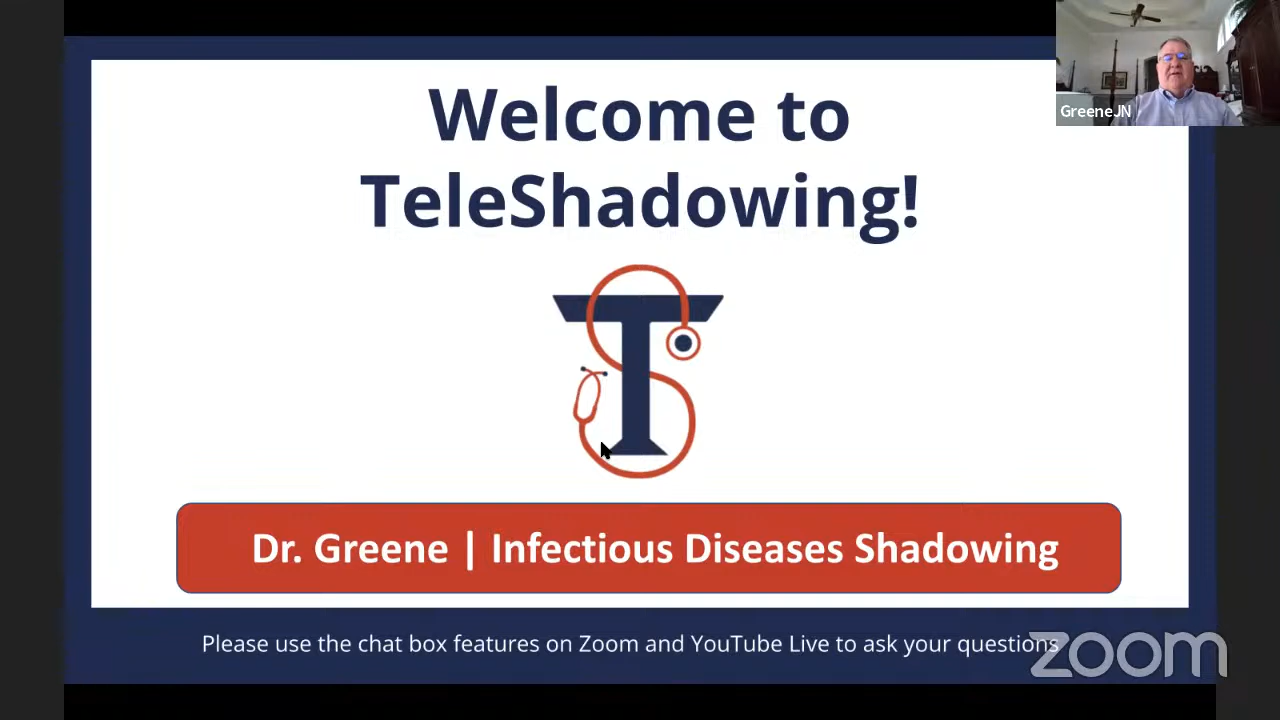 Welcome to
TeleShadowing!
Dr. Greene | Infectious Diseases Shadowing
Please use the chat box features on Zoom and YouTube Live to ask your questions
GreeneJN
zoom